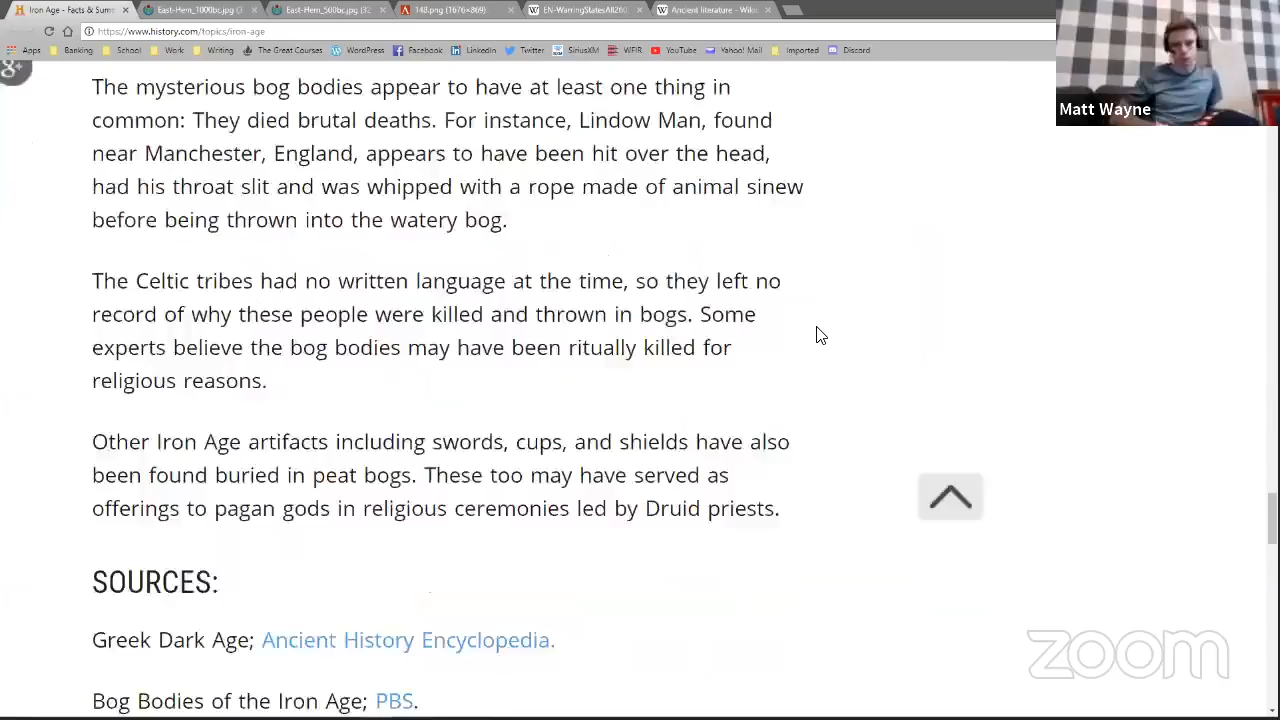 Iron Age - Facts & Sum
East-Hem_1000bc.jpg (3
East-Hem_500bc.jpg (32
148.png (1676×869)
EN-WarringStatesAll260
Ancient literature - Wiki
https://www.history.com/topics/iron-age
Apps Banking School Work Writing The Great Courses WordPress Facebook LinkedIn Twitter SiriusXM WFIR YouTube Yahoo! Mail Imported Discord
g+
Matt Wayne
The mysterious bog bodies appear to have at least one thing in
common: They died brutal deaths. For instance, Lindow Man, found
near Manchester, England, appears to have been hit over the head,
had his throat slit and was whipped with a rope made of animal sinew
before being thrown into the watery bog.
The Celtic tribes had no written language at the time, so they left no
record of why these people were killed and thrown in bogs. Some
experts believe the bog bodies may have been ritually killed for
religious reasons.
Other Iron Age artifacts including swords, cups, and shields have also
been found buried in peat bogs. These too may have served as
offerings to pagan gods in religious ceremonies led by Druid priests.
SOURCES:
Greek Dark Age; Ancient History Encyclopedia.
Bog Bodies of the Iron Age; PBS.
zoom